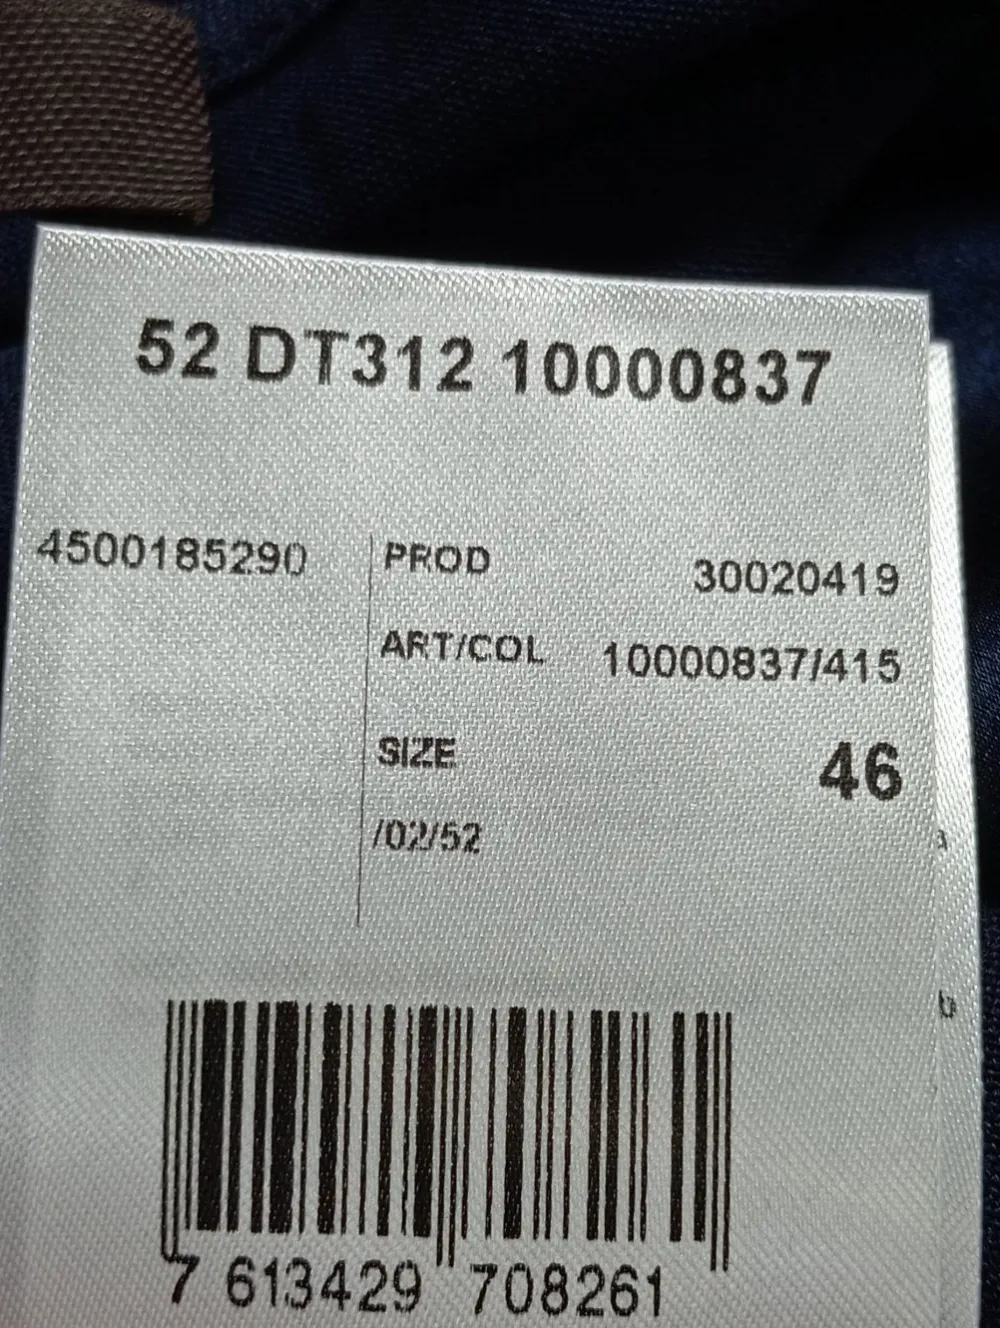 52 DT312 10000837
4500185290
PROD 30020419
ART/COL 10000837/415
SIZE 46
/02/52
7 613429 708261